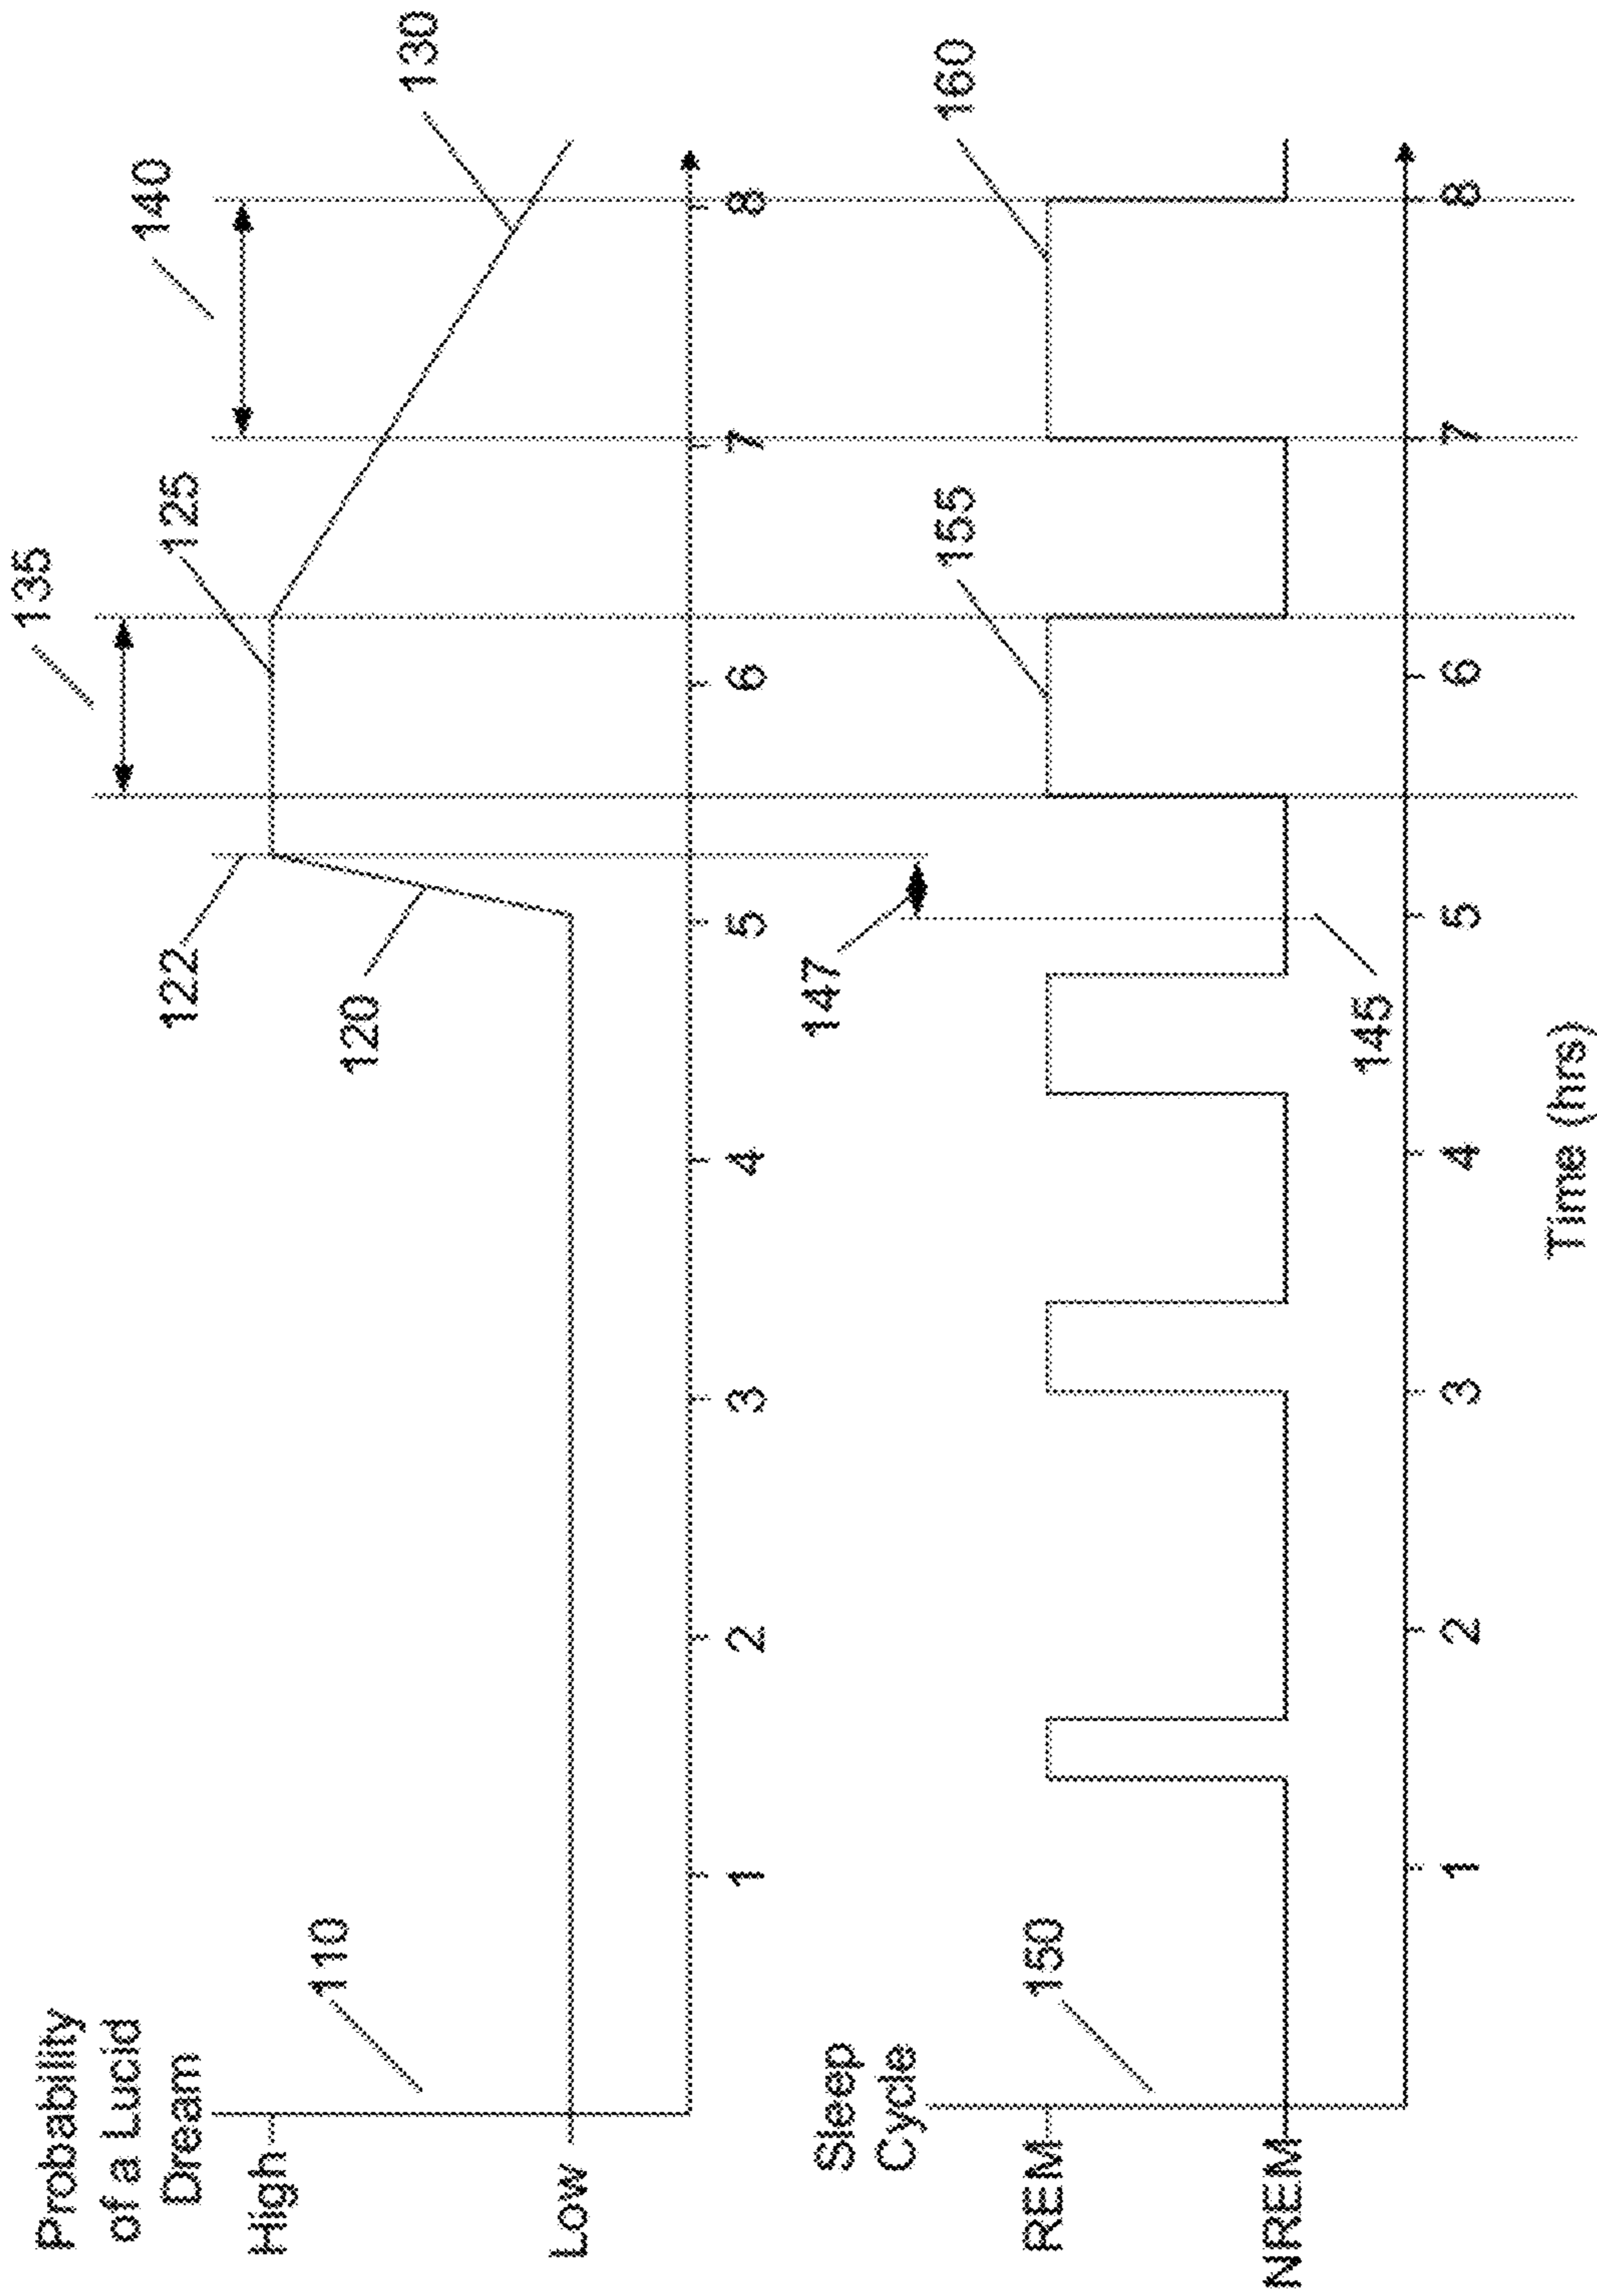 Probability
of a Lucid
Dream
High
Low
110
120
122
125
130
135
140
1
2
3
4
5
6
7
8
Sleep
Cycle
REM
NREM
150
147
145
155
160
1
2
3
4
5
6
7
8
Time (hrs)